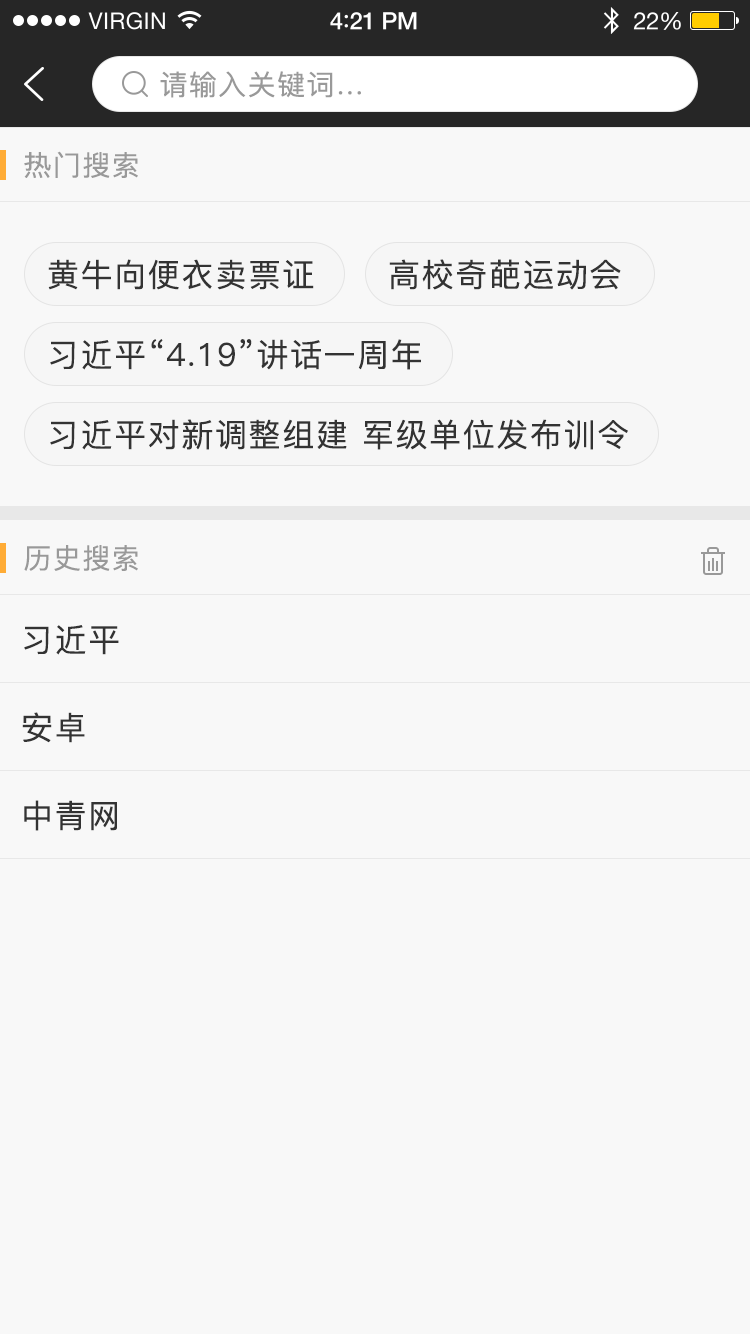 VIRGIN 4:21 PM 22%
请输入关键词...
热门搜索
黄牛向便衣卖票证 高校奇葩运动会
习近平“4.19”讲话一周年
习近平对新调整组建 军级单位发布训令
历史搜索
习近平
安卓
中青网